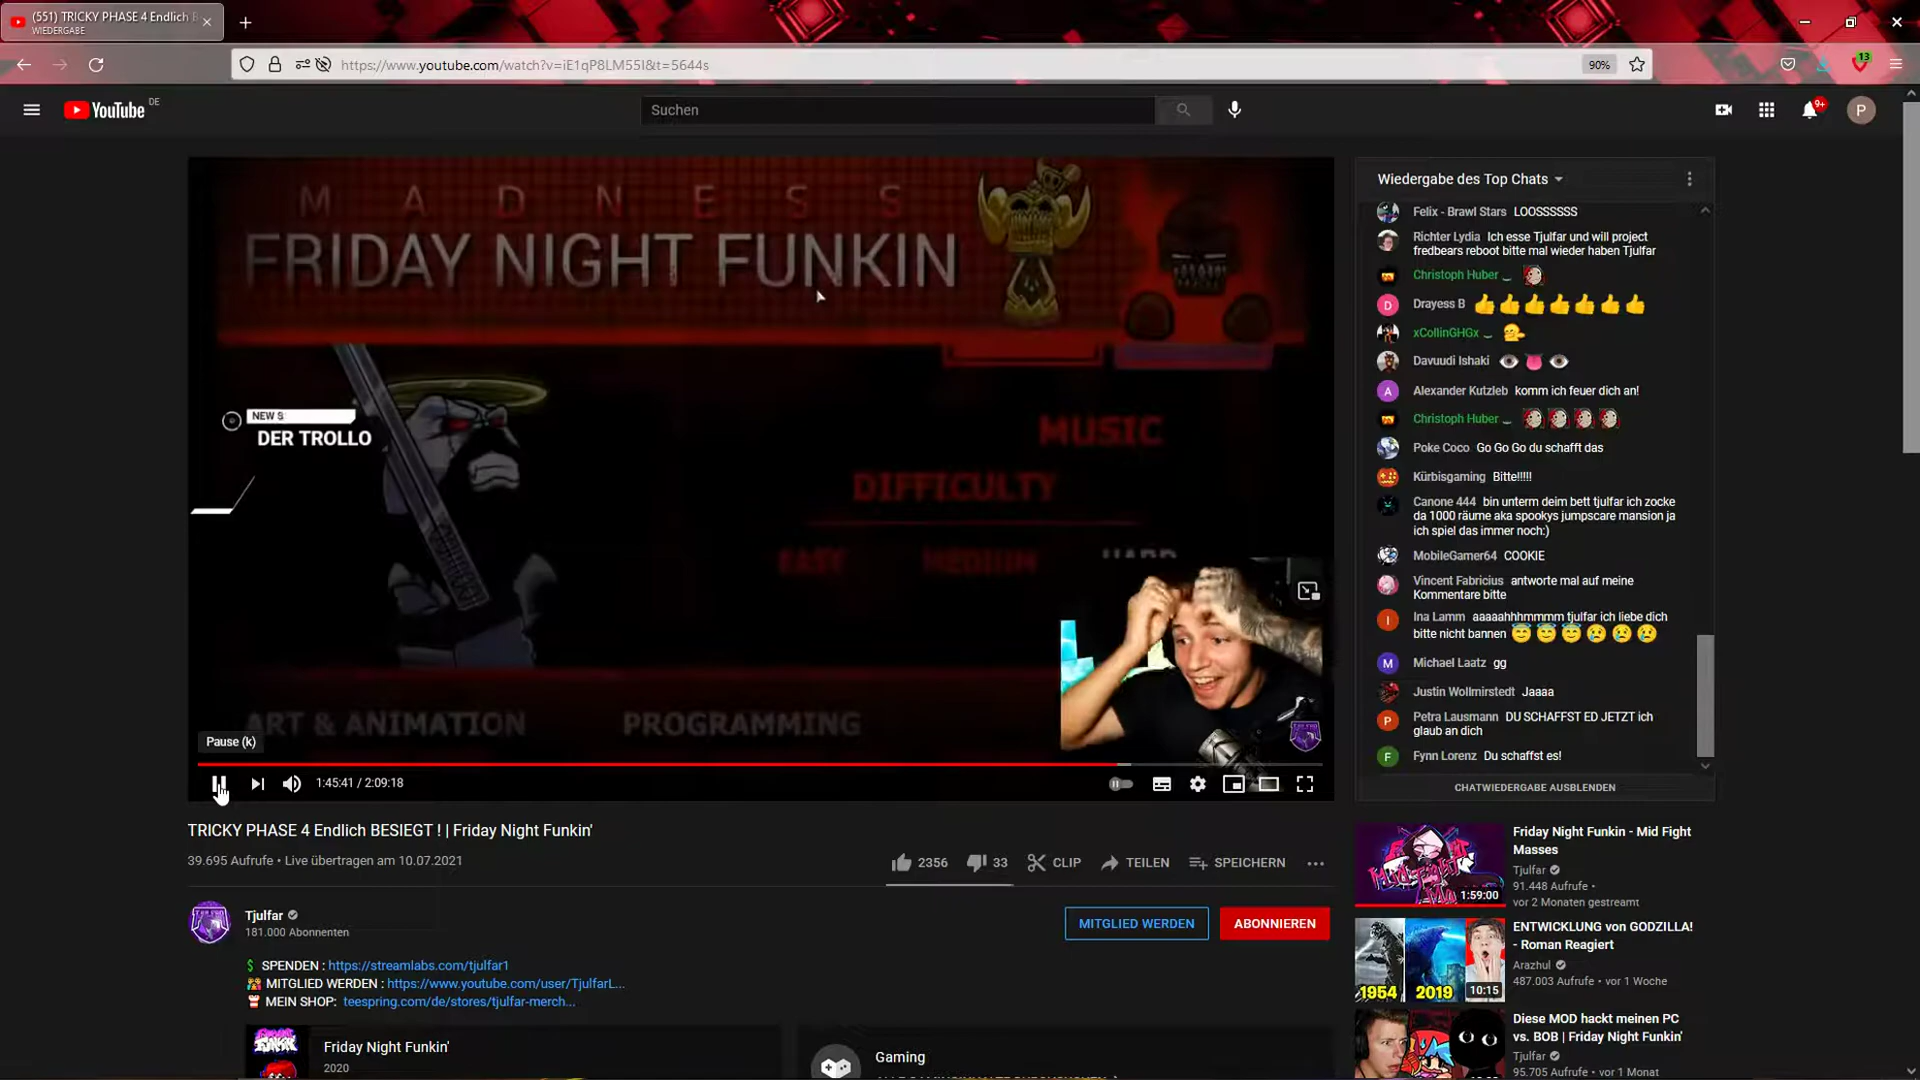 (551) TRICKY PHASE 4 Endlich B
WIEDERGABE
https://www.youtube.com/watch?v=iE1qP8LM55I&t=5644s
90%
13
YouTube DE
Suchen
9+
P
MADNESS
FRIDAY NIGHT FUNKIN
NEW S
DER TROLLO
MUSIC
DIFFICULTY
EASY MEDIUM HARD
ART & ANIMATION PROGRAMMING
Pause (k)
1:45:41 / 2:09:18
Wiedergabe des Top Chats
Felix - Brawl Stars LOOSSSSSS
Richter Lydia Ich esse Tjulfar und will project
fredbears reboot bitte mal wieder haben Tjulfar
Christoph Huber
D Drayess B 👍👍👍👍👍👍👍
xCollinGHGx 🫠
Davuudi Ishaki 👁👅👁
A Alexander Kutzleb komm ich feuer dich an!
Christoph Huber
Poke Coco Go Go Go du schafft das
Kürbisgaming Bitte!!!!!
Canone 444 bin unterm deim bett tjulfar ich zocke
da 1000 räume aka spookys jumpscare mansion ja
ich spiel das immer noch:)
MobileGamer64 COOKIE
Vincent Fabricius antworte mal auf meine
Kommentare bitte
I Ina Lamm aaaaahhhmmmm tjulfar ich liebe dich
bitte nicht bannen 😇😇😇😢😢😢
M Michael Laatz gg
Justin Wollmirstedt Jaaaa
P Petra Lausmann DU SCHAFFST ED JETZT ich
glaub an dich
F Fynn Lorenz Du schaffst es!
CHATWIEDERGABE AUSBLENDEN
TRICKY PHASE 4 Endlich BESIEGT ! | Friday Night Funkin'
39.695 Aufrufe • Live übertragen am 10.07.2021
2356 33 CLIP TEILEN SPEICHERN
Tjulfar
181.000 Abonnenten
MITGLIED WERDEN ABONNIEREN
💲 SPENDEN : https://streamlabs.com/tjulfar1
MITGLIED WERDEN : https://www.youtube.com/user/TjulfarL...
MEIN SHOP: teespring.com/de/stores/tjulfar-merch...
Friday Night Funkin'
2020
Gaming
Friday Night Funkin - Mid Fight
Masses
Tjulfar
91.448 Aufrufe •
vor 2 Monaten gestreamt
1:59:00
ENTWICKLUNG von GODZILLA!
- Roman Reagiert
Arazhul
487.003 Aufrufe • vor 1 Woche
1954 2019 10:15
Diese MOD hackt meinen PC
vs. BOB | Friday Night Funkin'
Tjulfar
95.705 Aufrufe • vor 1 Monat